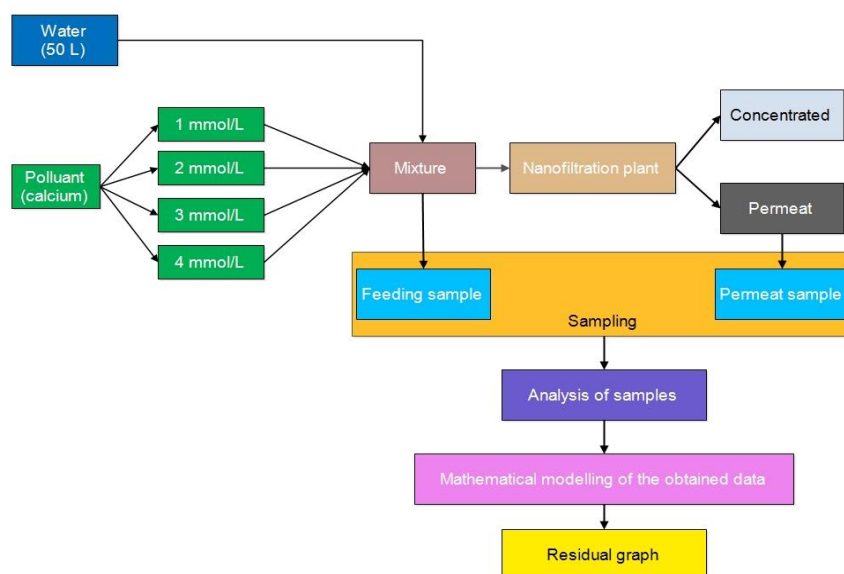 Water
(50 L)
1 mmol/L
2 mmol/L
3 mmol/L
4 mmol/L
Polluant
(calcium)
Mixture
Nanofiltration plant
Concentrated
Permeat
Feeding sample
Permeat sample
Sampling
Analysis of samples
Mathematical modelling of the obtained data
Residual graph